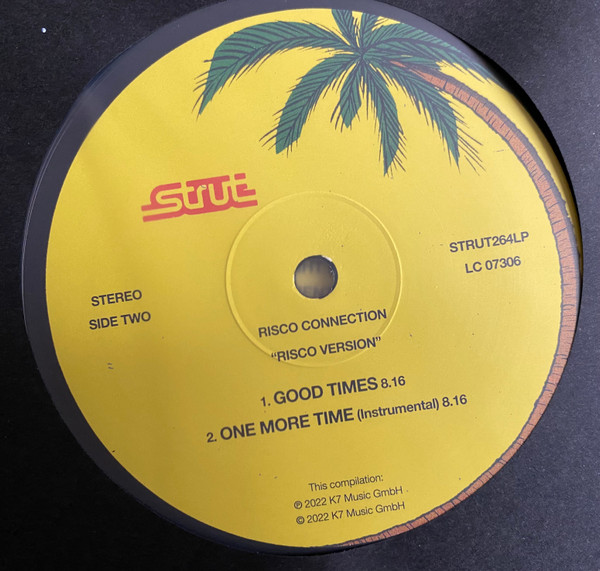 Strut
STRUT264LP
LC 07306
STEREO
SIDE TWO
RISCO CONNECTION
"RISCO VERSION"
1. GOOD TIMES 8.16
2. ONE MORE TIME (Instrumental) 8.16
This compilation:
℗ 2022 K7 Music GmbH
© 2022 K7 Music GmbH